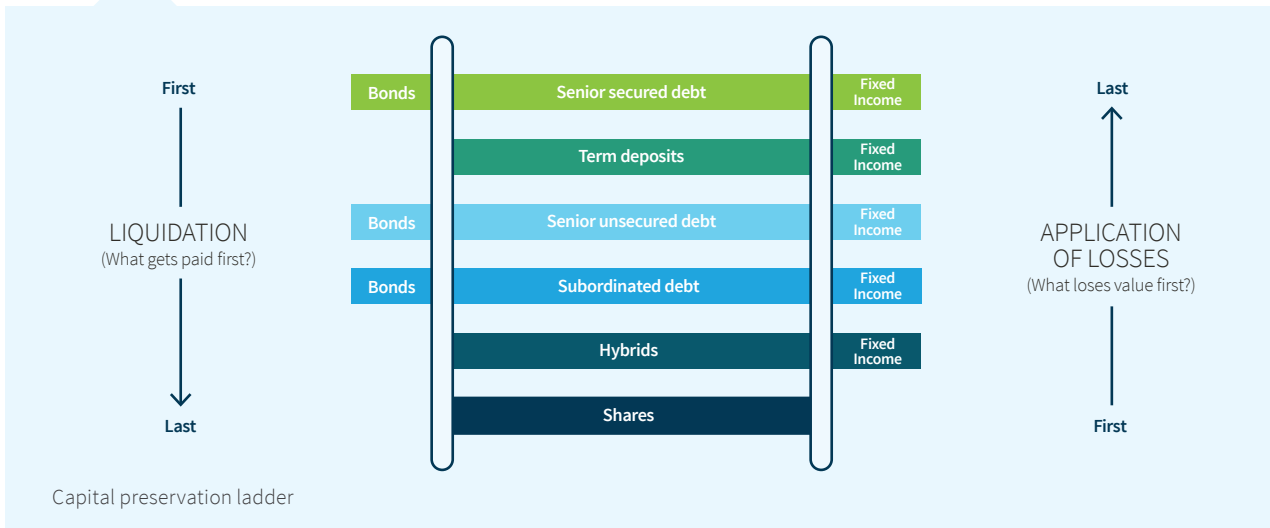 First
LIQUIDATION
(What gets paid first?)
Last
Bonds
Senior secured debt
Fixed
Income
Term deposits
Fixed
Income
Bonds
Senior unsecured debt
Fixed
Income
Bonds
Subordinated debt
Fixed
Income
Hybrids
Fixed
Income
Shares
Last
APPLICATION
OF LOSSES
(What loses value first?)
First
Capital preservation ladder